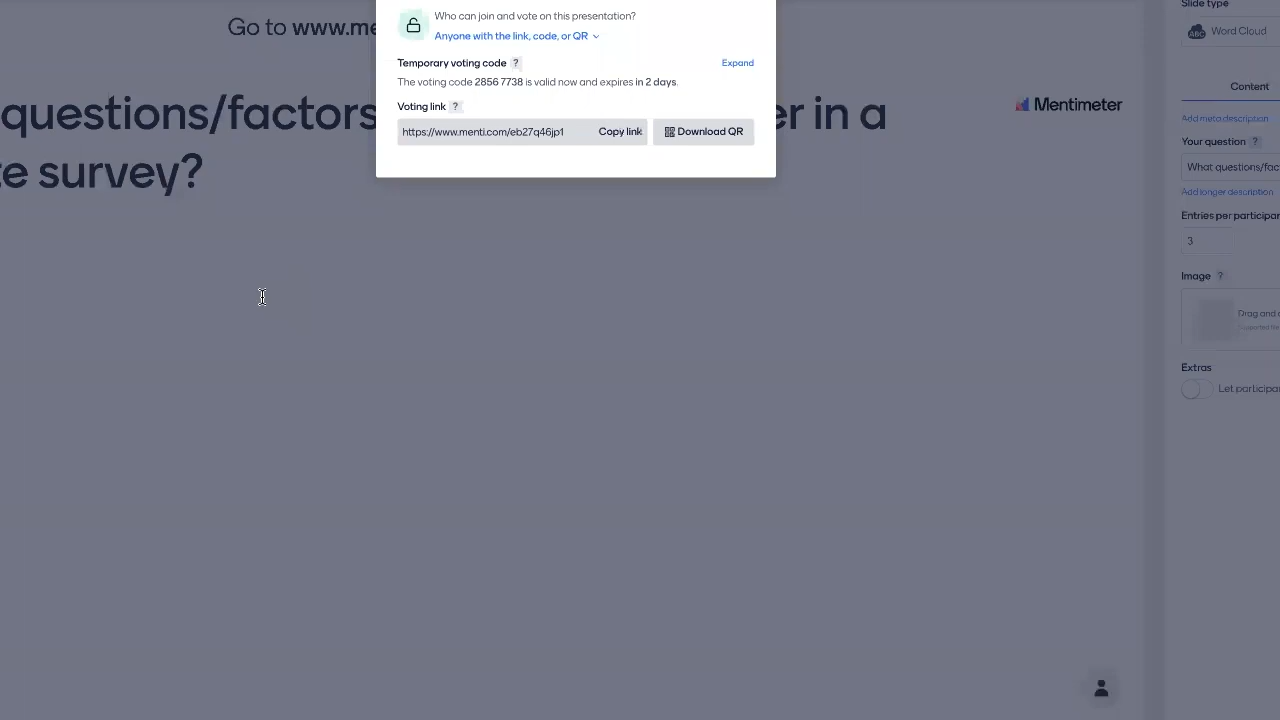 Slide type
Who can join and vote on this presentation?
Go to www.me
Word Cloud
Anyone with the link, code, or QR
Temporary voting code ?
Expand
The voting code 2856 7738 is valid now and expires in 2 days.
Content
Voting link ?
Mentimeter
questions/factors
er in a
Add meta description
https://www.menti.com/eb27q46jp1
Copy link
Download QR
Your question ?
What questions/fac
e survey?
Add longer description
Entries per participan
3
Image ?
Drag and d
Extras
Let participa